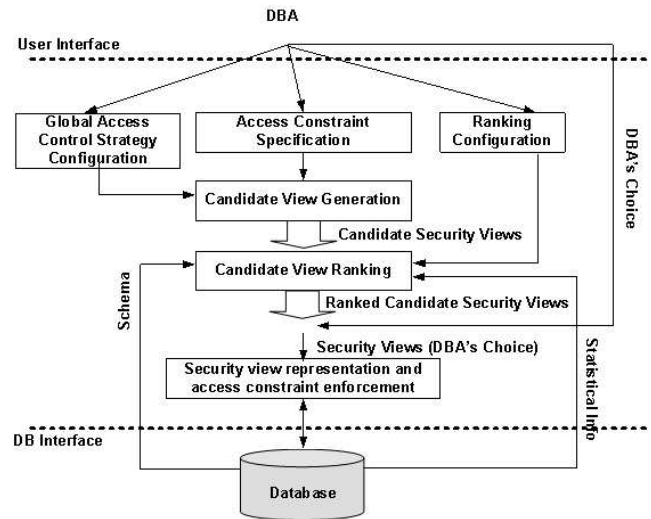 DBA
User Interface
Global Access
Control Strategy
Configuration
Access Constraint
Specification
Ranking
Configuration
DBA's Choice
Candidate View Generation
Candidate Security Views
Candidate View Ranking
Schema
Ranked Candidate Security Views
Security Views (DBA's Choice)
Statistical Info
Security view representation and
access constraint enforcement
DB Interface
Database